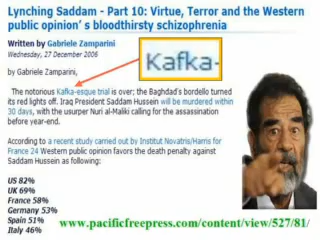 Lynching Saddam - Part 10: Virtue, Terror and the Western
public opinion´ s bloodthirsty schizophrenia
Written by Gabriele Zamparini,
Wednesday, 27 December 2006
Kafka-
by Gabriele Zamparini,
The notorious Kafka-esque trial is over; the Baghdad's bordello turned
its red lights off. Iraq President Saddam Hussein will be murdered within
30 days, with the usurper Nuri al-Maliki calling for the assassination
before year-end.
According to a recent study carried out by Institut Novatris/Harris for
France 24 Western public opinion favors the death penalty against
Saddam Hussein as following:
US 82%
UK 69%
France 58%
Germany 53%
Spain 51%
Italy 46%
www.pacificfreepress.com/content/view/527/81/